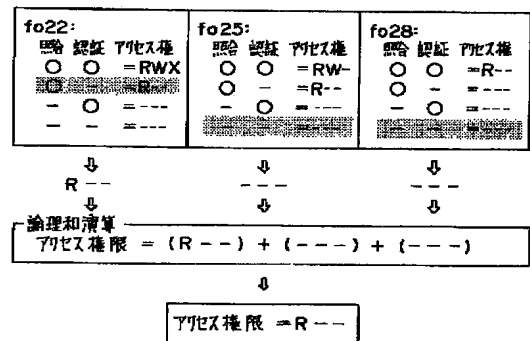 fo22:
照合 認証 アクセス権
○ ○ =RWX
○ - =R--
- ○ =---
- - =---
fo25:
照合 認証 アクセス権
○ ○ =RW-
○ - =R--
- ○ =---
fo28:
照合 認証 アクセス権
○ ○ =R--
○ - =---
- ○ =---
- - =---
R-- --- ---
論理和演算
アクセス権限 = (R--) + (---) + (---)
アクセス権限 =R---